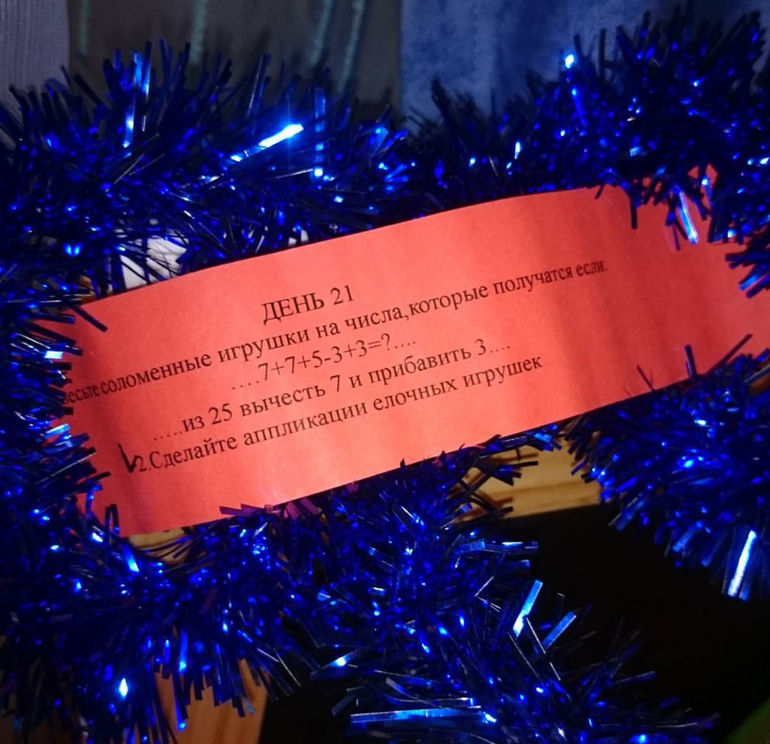 ДЕНЬ 21
соломенные игрушки на числа,которые получатся если:
....7+7+5-3+3=?....
.....из 25 вычесть 7 и прибавить 3....
2.Сделайте аппликации елочных игрушек